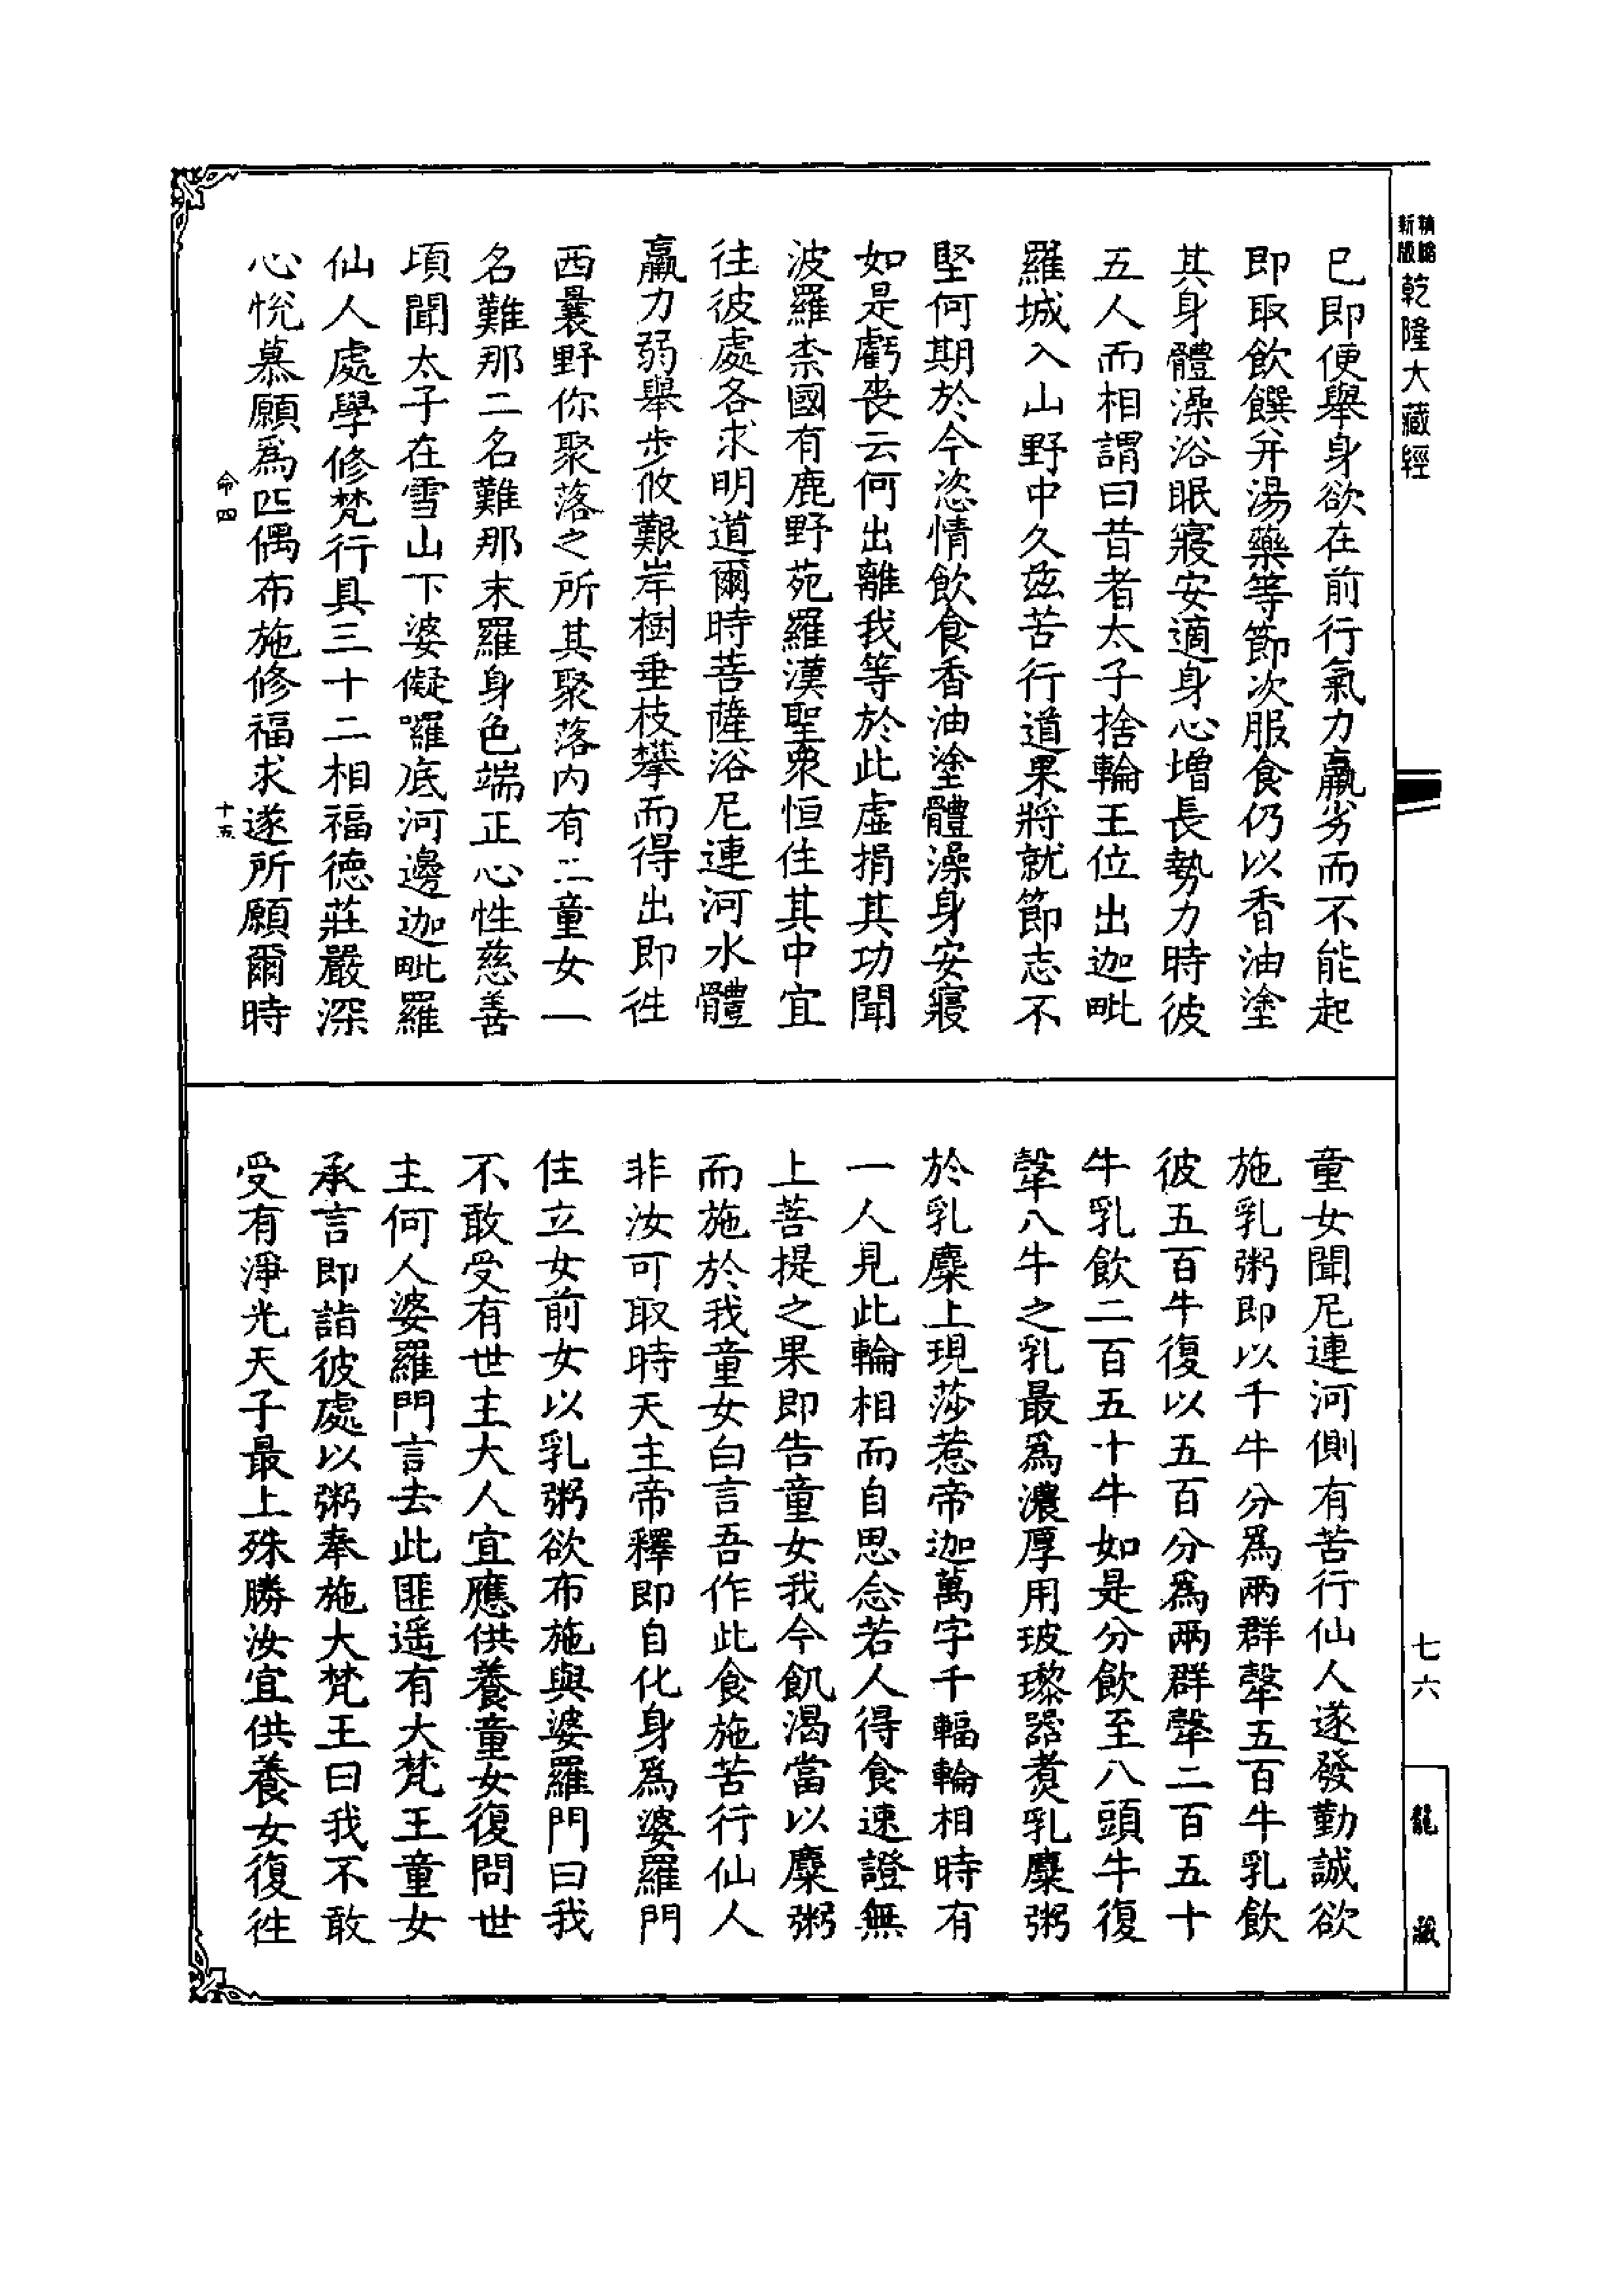 新版
精縮
乾隆大藏經
已即便舉身欲在前行氣力羸劣而不能起
即取飲饌并湯藥等節次服食仍以香油塗
其身體澡浴眠寢安適身心增長勢力時彼
五人而相謂曰昔者太子捨輪王位出迦毗
羅城入山野中久茲苦行道果將就節志不
堅何期於今恣情飲食香油塗體澡身安寢
如是虧喪云何出離我等於此虛捐其功聞
波羅柰國有鹿野苑羅漢聖衆恒住其中宜
往彼處各求明道爾時菩薩浴尼連河水體
羸力弱舉步攸艱岸樹垂枝攀而得出即徃
西曩野你聚落之所其聚落內有二童女一
名難那二名難那末羅身色端正心性慈善
頃聞太子在雪山下婆儗囉底河邊迦毗羅
仙人處學修梵行具三十二相福德莊嚴深
心悅慕願爲匹偶布施修福求遂所願爾時
命四
十五
童女聞尼連河側有苦行仙人遂發勤誠欲
施乳粥即以千牛分爲兩群犛五百牛乳飲
彼五百牛復以五百分爲兩群犛二百五十
牛乳飲二百五十牛如是分飲至八頭牛復
犛八牛之乳最爲濃厚用玻瓈器煑乳糜粥
於乳糜上現莎惹帝迦萬字千輻輪相時有
一人見此輪相而自思念若人得食速證無
上菩提之果即告童女我今飢渴當以糜粥
而施於我童女白言吾作此食施苦行仙人
非汝可取時天主帝釋即自化身爲婆羅門
住立女前女以乳粥欲布施與婆羅門曰我
不敢受有世主大人宜應供養童女復問世
主何人婆羅門言去此匪遥有大梵王童女
承言即詣彼處以粥奉施大梵王曰我不敢
受有淨光天子最上殊勝汝宜供養女復徃
七六
龍藏